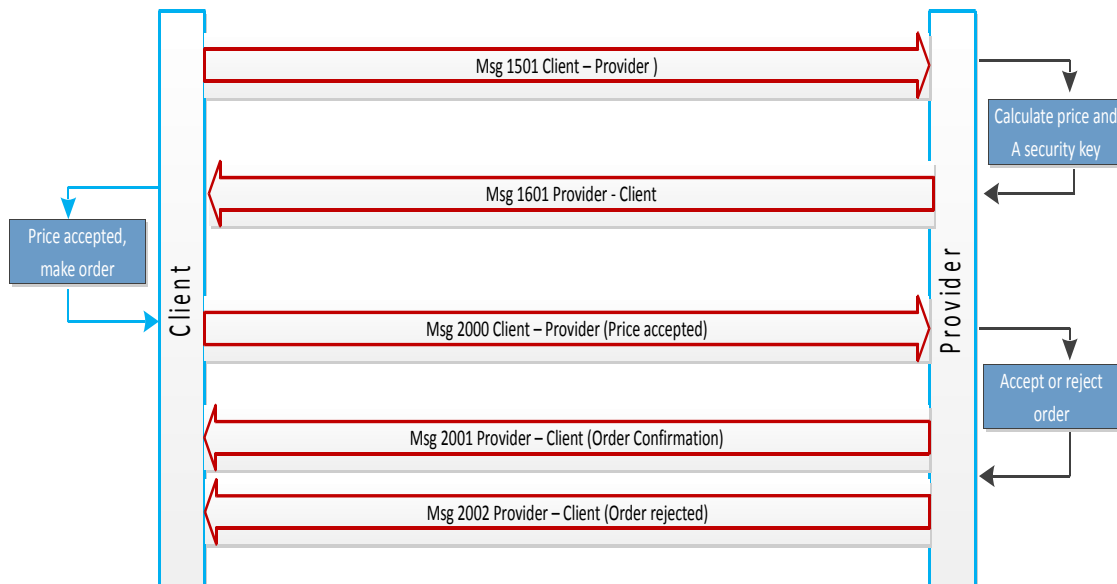 Msg 1501 Client – Provider )
Calculate price and
A security key
Msg 1601 Provider - Client
Price accepted,
make order
Client
Provider
Msg 2000 Client – Provider (Price accepted)
Accept or reject
order
Msg 2001 Provider – Client (Order Confirmation)
Msg 2002 Provider – Client (Order rejected)